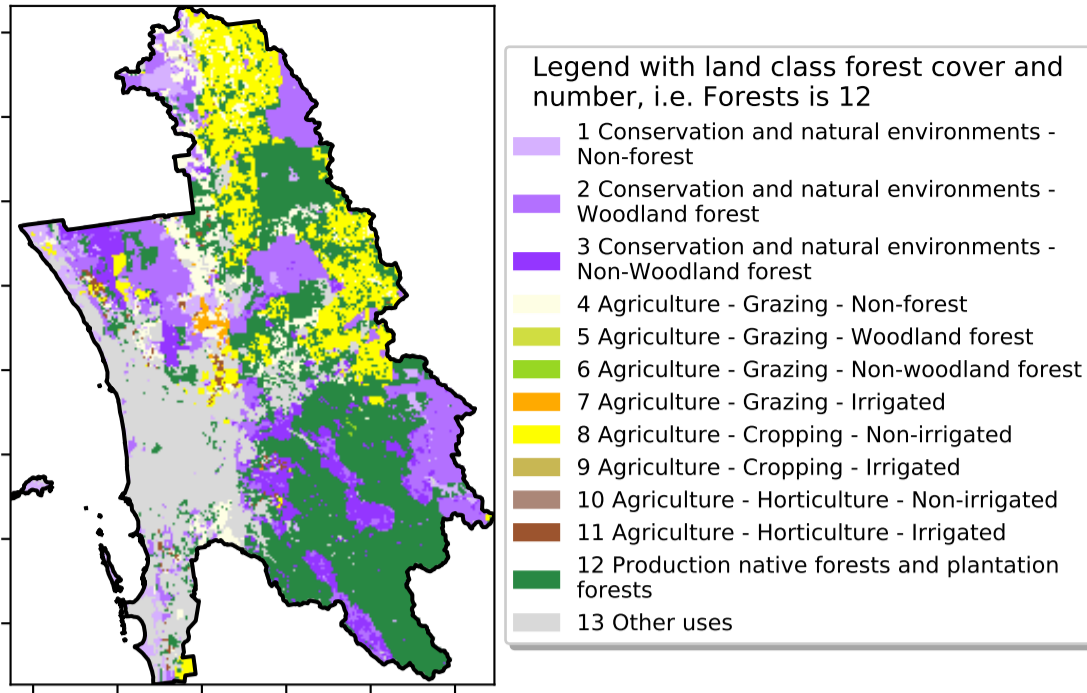 Legend with land class forest cover and
number, i.e. Forests is 12
1 Conservation and natural environments -
Non-forest
2 Conservation and natural environments -
Woodland forest
3 Conservation and natural environments -
Non-Woodland forest
4 Agriculture - Grazing - Non-forest
5 Agriculture - Grazing - Woodland forest
6 Agriculture - Grazing - Non-woodland forest
7 Agriculture - Grazing - Irrigated
8 Agriculture - Cropping - Non-irrigated
9 Agriculture - Cropping - Irrigated
10 Agriculture - Horticulture - Non-irrigated
11 Agriculture - Horticulture - Irrigated
12 Production native forests and plantation
forests
13 Other uses